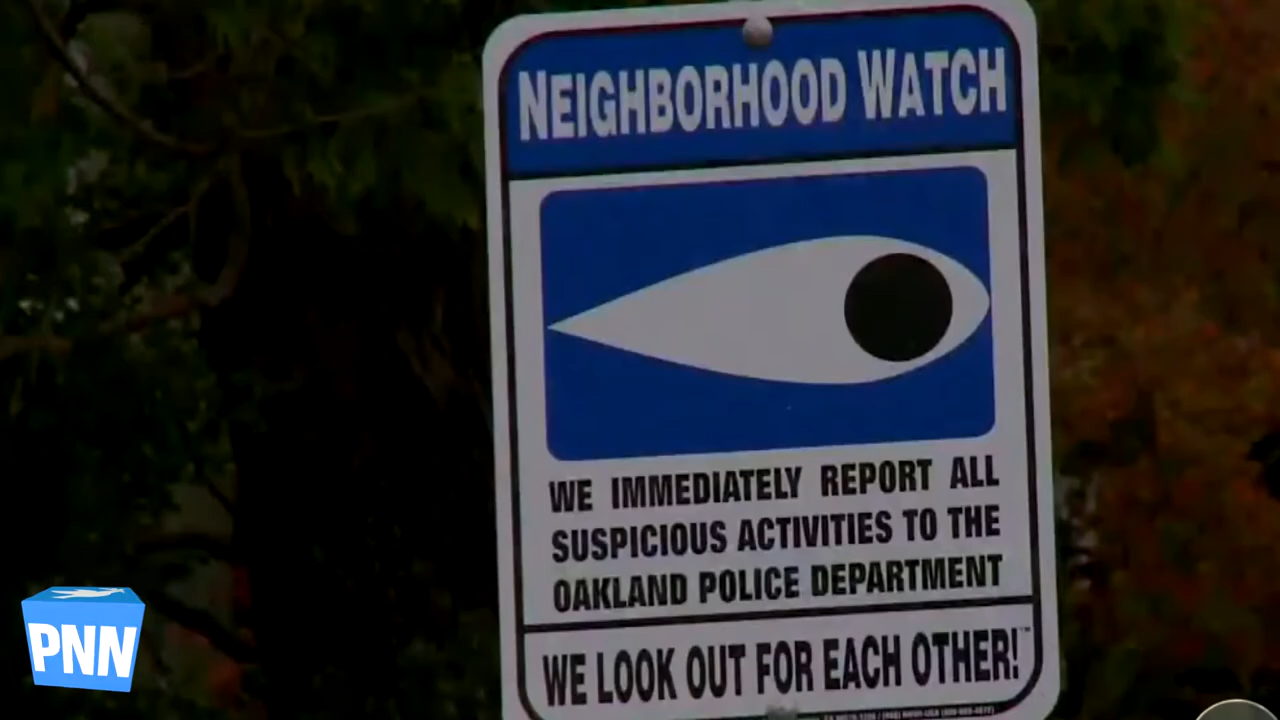 NEIGHBORHOOD WATCH
WE IMMEDIATELY REPORT ALL
SUSPICIOUS ACTIVITIES TO THE
OAKLAND POLICE DEPARTMENT
WE LOOK OUT FOR EACH OTHER!™
PNN